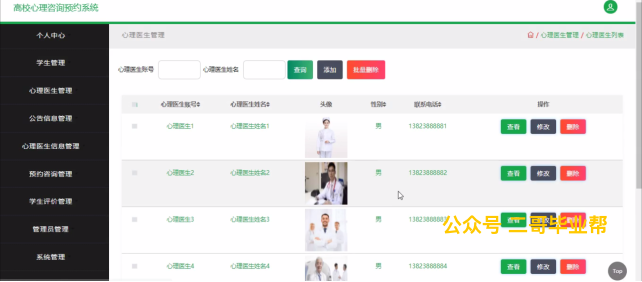 高校心理咨询预约系统
个人中心
心理医生管理
/ 心理医生管理 / 心理医生列表
学生管理
心理医生账号
心理医生姓名
查询
添加
批量删除
心理医生管理
公告信息管理
心理医生账号 心理医生姓名 头像 性别 联系电话 操作
心理医生1 心理医生姓名1 男 13823888881 查看 修改 删除
心理医生信息管理
预约咨询管理
心理医生2 心理医生姓名2 男 13823888882 查看 修改 删除
学生评价管理
心理医生3 心理医生姓名3 男 1382388888 查看 修改 删除
公众号 二哥毕业帮
管理员管理
系统管理
心理医生4 心理医生姓名4 男 13823888884 查看 修改 删除
Top